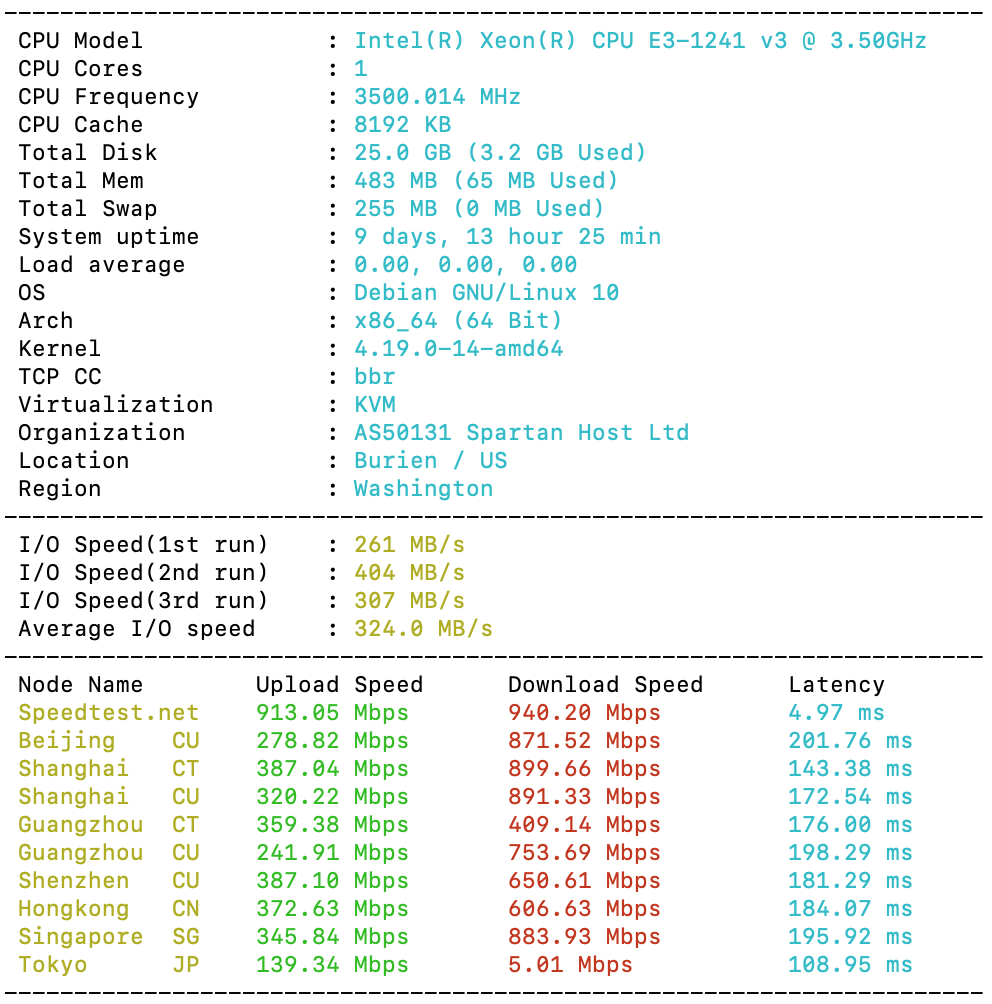 CPU Model : Intel(R) Xeon(R) CPU E3-1241 v3 @ 3.50GHz
CPU Cores : 1
CPU Frequency : 3500.014 MHz
CPU Cache : 8192 KB
Total Disk : 25.0 GB (3.2 GB Used)
Total Mem : 483 MB (65 MB Used)
Total Swap : 255 MB (0 MB Used)
System uptime : 9 days, 13 hour 25 min
Load average : 0.00, 0.00, 0.00
OS : Debian GNU/Linux 10
Arch : x86_64 (64 Bit)
Kernel : 4.19.0-14-amd64
TCP CC : bbr
Virtualization : KVM
Organization : AS50131 Spartan Host Ltd
Location : Burien / US
Region : Washington
I/O Speed(1st run) : 261 MB/s
I/O Speed(2nd run) : 404 MB/s
I/O Speed(3rd run) : 307 MB/s
Average I/O speed : 324.0 MB/s
Node Name Upload Speed Download Speed Latency
Speedtest.net 913.05 Mbps 940.20 Mbps 4.97 ms
Beijing CU 278.82 Mbps 871.52 Mbps 201.76 ms
Shanghai CT 387.04 Mbps 899.66 Mbps 143.38 ms
Shanghai CU 320.22 Mbps 891.33 Mbps 172.54 ms
Guangzhou CT 359.38 Mbps 409.14 Mbps 176.00 ms
Guangzhou CU 241.91 Mbps 753.69 Mbps 198.29 ms
Shenzhen CU 387.10 Mbps 650.61 Mbps 181.29 ms
Hongkong CN 372.63 Mbps 606.63 Mbps 184.07 ms
Singapore SG 345.84 Mbps 883.93 Mbps 195.92 ms
Tokyo JP 139.34 Mbps 5.01 Mbps 108.95 ms